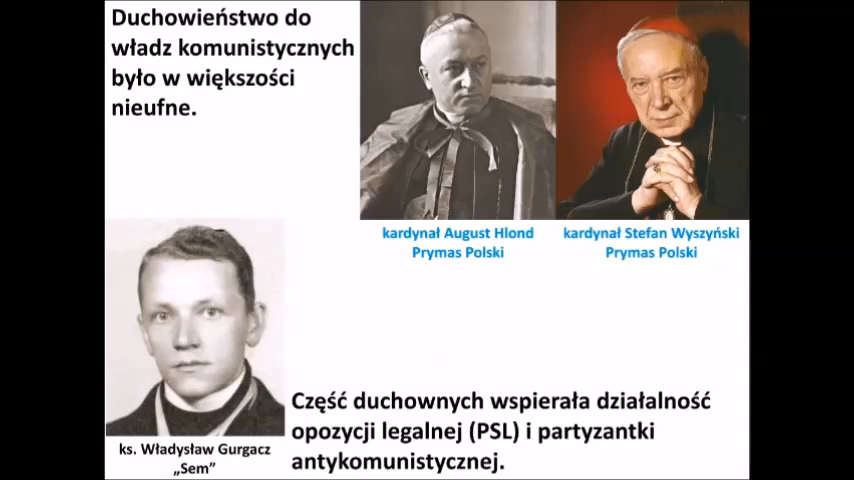 Duchowieństwo do
władz komunistycznych
było w większości
nieufne.
kardynał August Hlond
Prymas Polski
kardynał Stefan Wyszyński
Prymas Polski
ks. Władysław Gurgacz
„Sem”
Część duchownych wspierała działalność
opozycji legalnej (PSL) i partyzantki
antykomunistycznej.